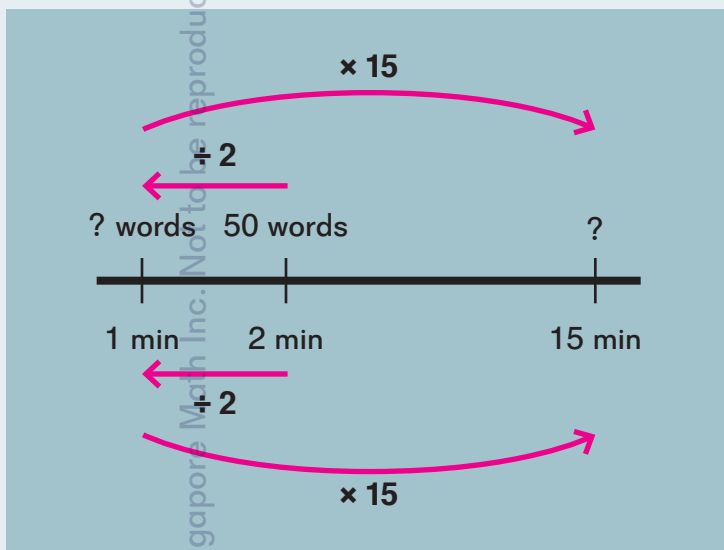 × 15
÷ 2
? words 50 words ?
1 min 2 min 15 min
÷ 2
× 15
gapore Math Inc. Not to be reproduc